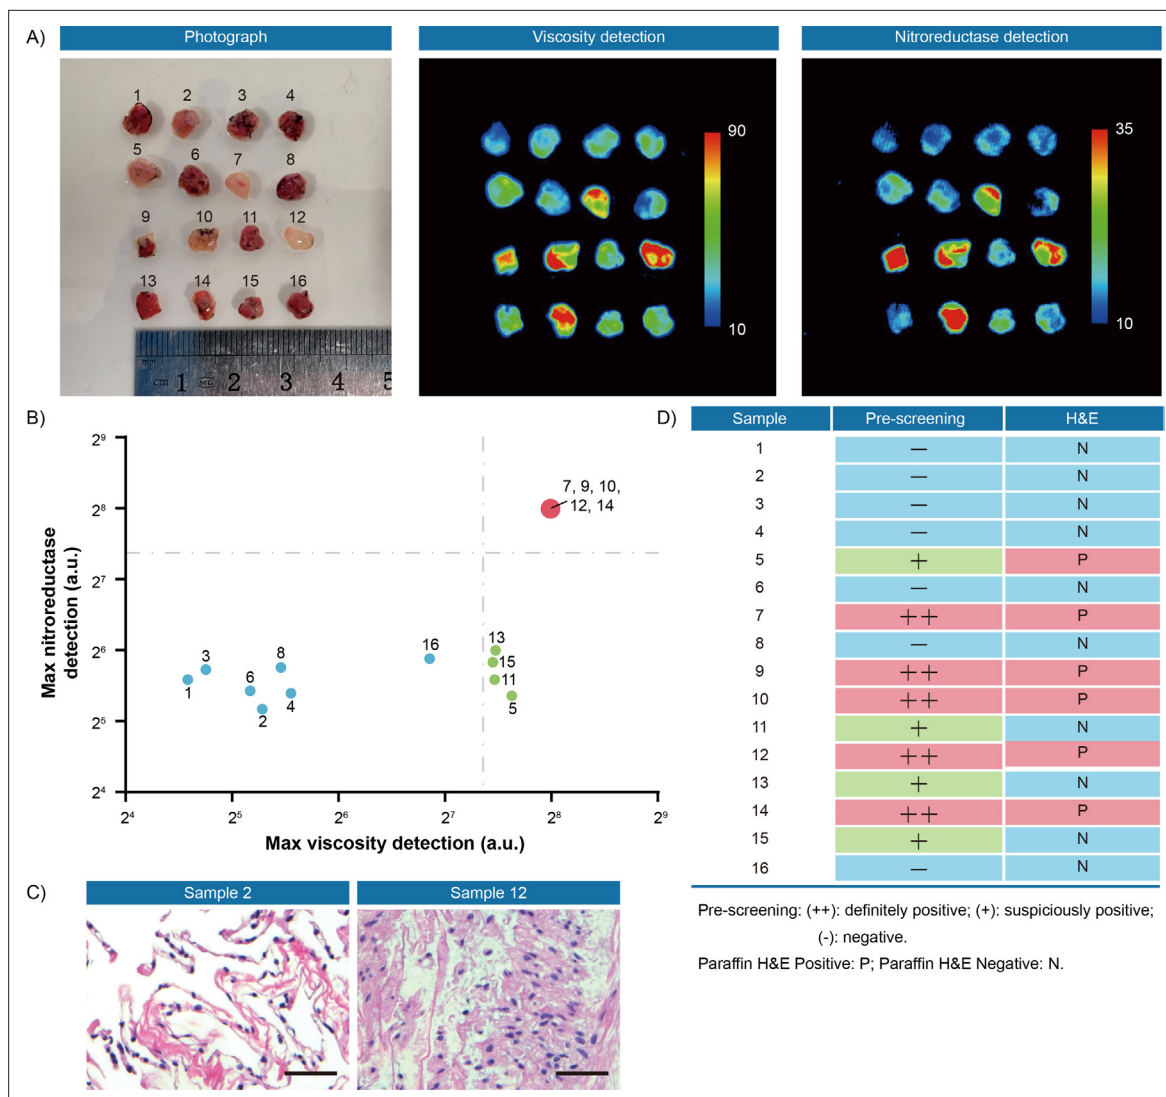 A)
Photograph
Viscosity detection
Nitroreductase detection
1 2 3 4
5 6 7 8
9 10 11 12
13 14 15 16
mm
cm 1 MC 2 3 4 5
90
10
35
10
B)
Max nitroreductase
detection (a.u.)
2⁹
2⁸
2⁷
2⁶
2⁵
2⁴
7, 9, 10,
12, 14
13
16
15
3
8
11
1
6
4
5
2
2⁴ 2⁵ 2⁶ 2⁷ 2⁸ 2⁹
Max viscosity detection (a.u.)
C)
Sample 2
Sample 12
D)
Sample Pre-screening H&E
1 — N
2 — N
3 — N
4 — N
5 + P
6 — N
7 ++ P
8 — N
9 ++ P
10 ++ P
11 + N
12 ++ P
13 + N
14 ++ P
15 + N
16 — N
Pre-screening: (++): definitely positive; (+): suspiciously positive;
(-): negative.
Paraffin H&E Positive: P; Paraffin H&E Negative: N.